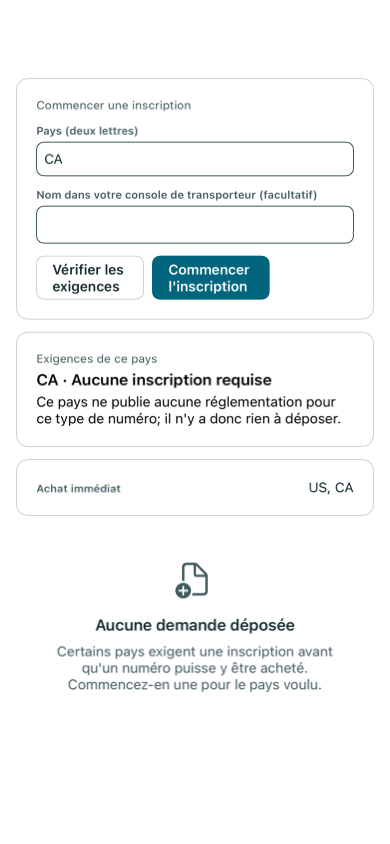 Commencer une inscription
Pays (deux lettres)
CA
Nom dans votre console de transporteur (facultatif)
Vérifier les
exigences
Commencer
l'inscription
Exigences de ce pays
CA · Aucune inscription requise
Ce pays ne publie aucune réglementation pour
ce type de numéro; il n'y a donc rien à déposer.
Achat immédiat
US, CA
Aucune demande déposée
Certains pays exigent une inscription avant
qu'un numéro puisse y être acheté.
Commencez-en une pour le pays voulu.